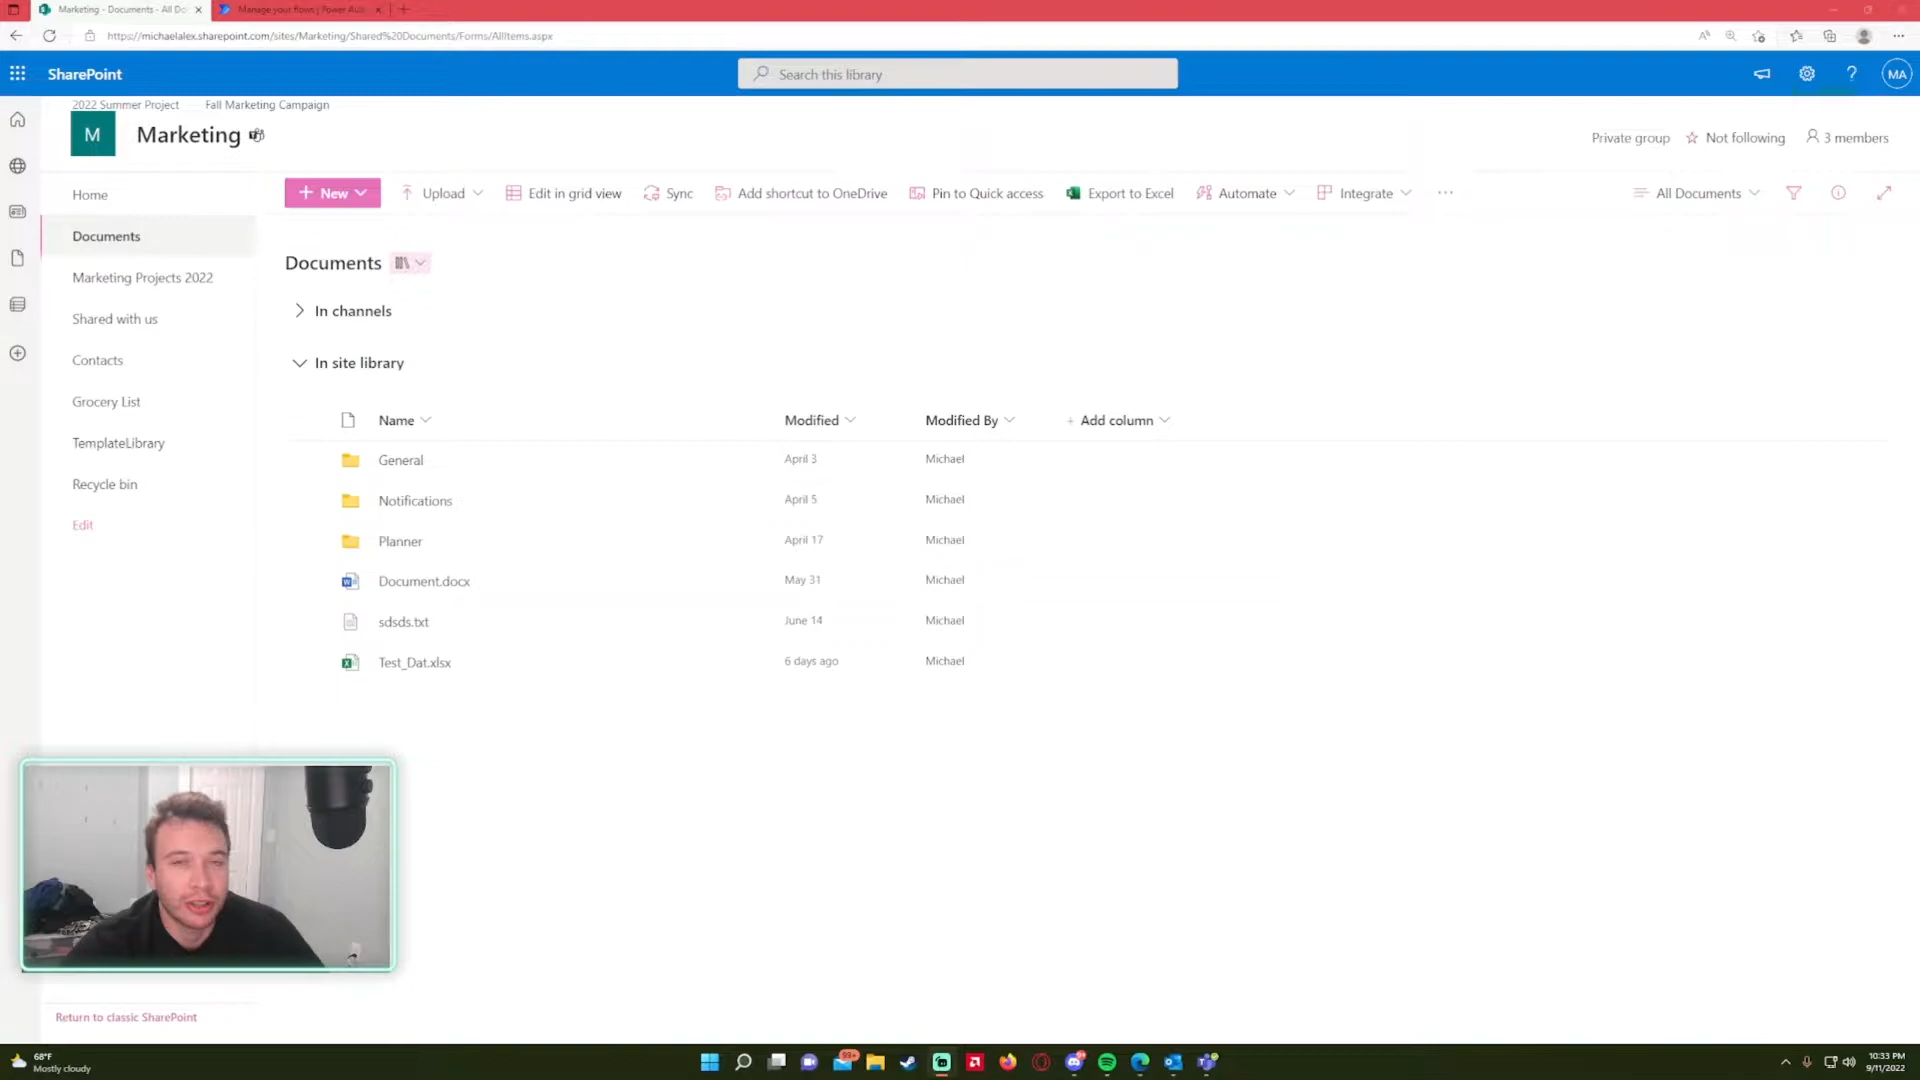 Marketing - Documents - All Do
Manage your flows | Power Aut
https://michaelalex.sharepoint.com/sites/Marketing/Shared%20Documents/Forms/AllItems.aspx
SharePoint
Search this library
MA
2022 Summer Project Fall Marketing Campaign
M
Marketing
Private group Not following 3 members
New Upload Edit in grid view Sync Add shortcut to OneDrive Pin to Quick access Export to Excel Automate Integrate ... All Documents
Home
Documents
Marketing Projects 2022
Shared with us
Contacts
Grocery List
TemplateLibrary
Recycle bin
Edit
Documents
In channels
In site library
Name Modified Modified By + Add column
General April 3 Michael
Notifications April 5 Michael
Planner April 17 Michael
Document.docx May 31 Michael
sdsds.txt June 14 Michael
Test_Dat.xlsx 6 days ago Michael
Return to classic SharePoint
68°F
Mostly cloudy
99+
10:33 PM
9/11/2022